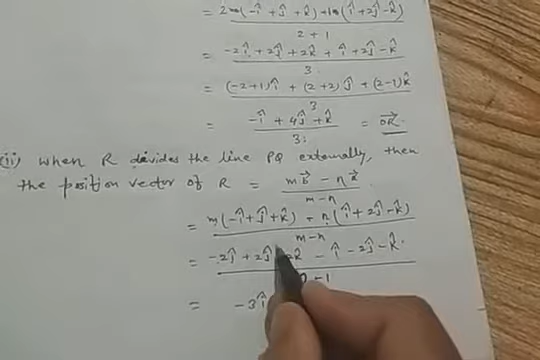 = 2(-î + ĵ + k̂) + 1(î + 2ĵ - k̂)
2 + 1
= -2î + 2ĵ + 2k̂ + î + 2ĵ - k̂
3
= (-2+1)î + (2+2)ĵ + (2-1)k̂
3
= -î + 4ĵ + k̂ = OR⃗
3
(ii) When R devides the line PQ externally, then
the position vector of R = mb⃗ - na⃗
m-n
= m(-î + ĵ + k̂) - n(î + 2ĵ - k̂)
m-n
= -2î + 2ĵ 2k̂ - î - 2ĵ - k̂
-1
= -3î